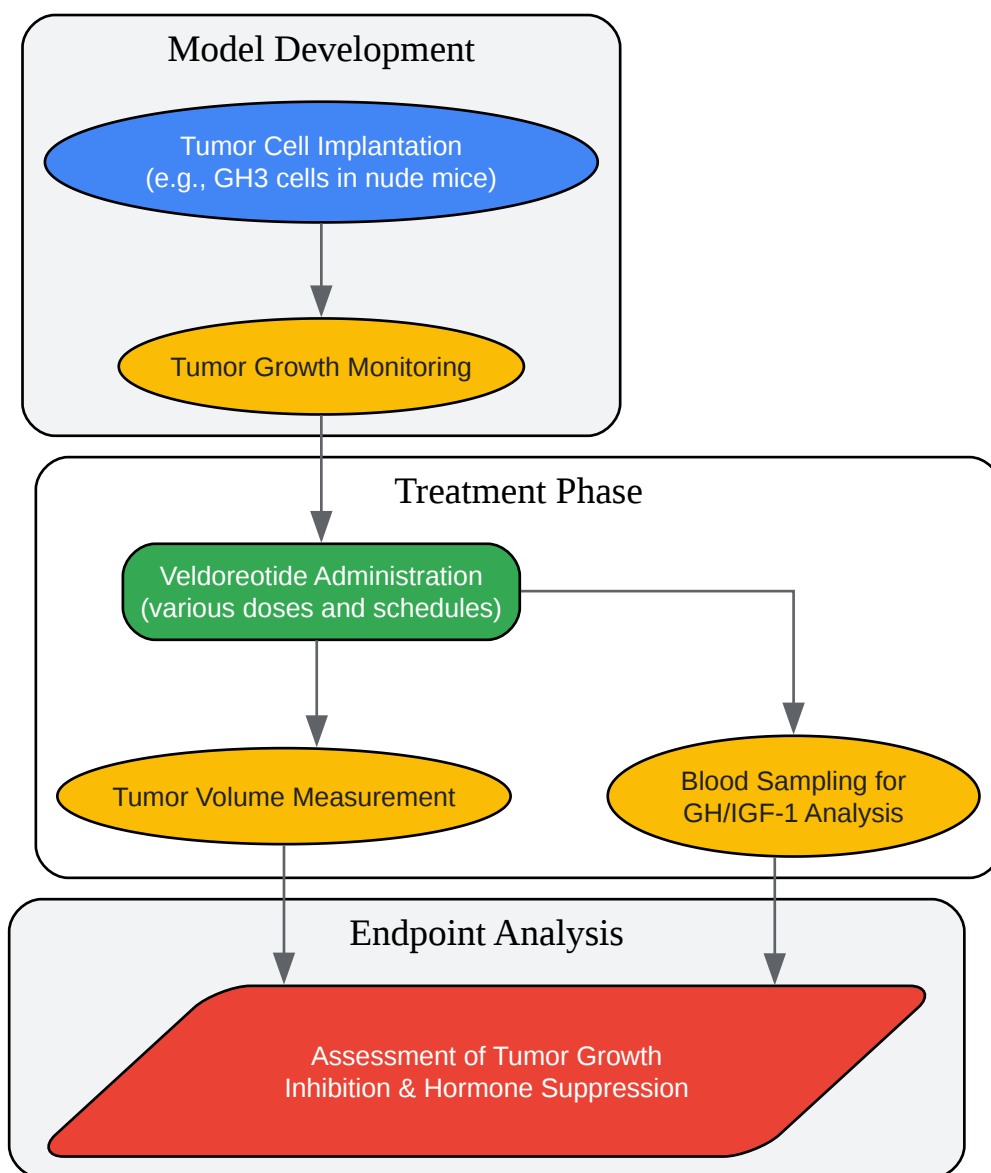 Model Development
Tumor Cell Implantation
(e.g., GH3 cells in nude mice)
Tumor Growth Monitoring
Treatment Phase
Veldoreotide Administration
(various doses and schedules)
Tumor Volume Measurement
Blood Sampling for
GH/IGF-1 Analysis
Endpoint Analysis
Assessment of Tumor Growth
Inhibition & Hormone Suppression